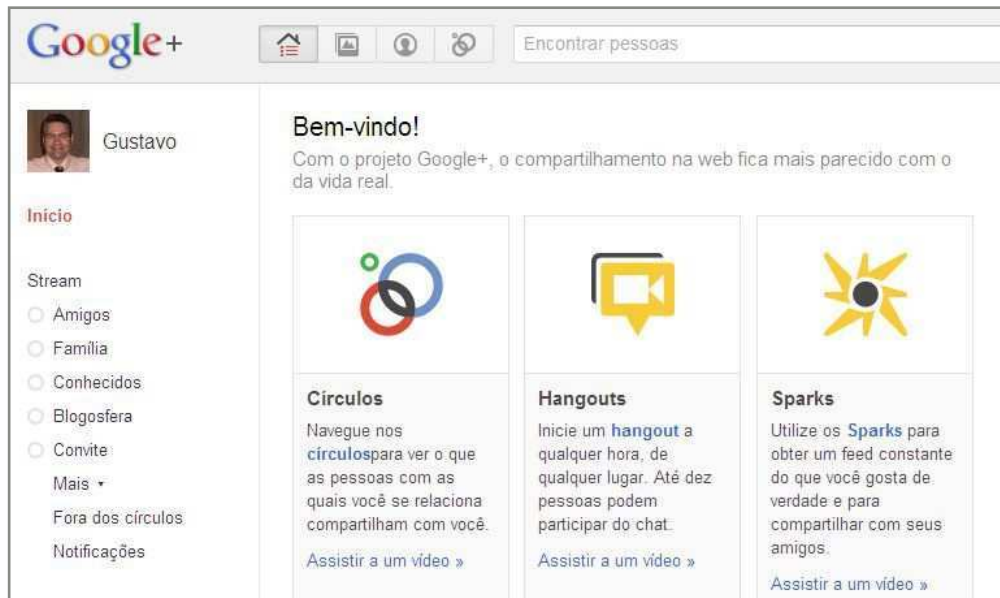 Google+
Encontrar pessoas
Gustavo
Início
Stream
Amigos
Família
Conhecidos
Blogosfera
Convite
Mais
Fora dos círculos
Notificações
Bem-vindo!
Com o projeto Google+, o compartilhamento na web fica mais parecido com o
da vida real.
Círculos
Navegue nos
círculospara ver o que
as pessoas com as
quais você se relaciona
compartilham com você.
Assistir a um vídeo »
Hangouts
Inicie um hangout a
qualquer hora, de
qualquer lugar. Até dez
pessoas podem
participar do chat.
Assistir a um vídeo »
Sparks
Utilize os Sparks para
obter um feed constante
do que você gosta de
verdade e para
compartilhar com seus
amigos.
Assistir a um vídeo »